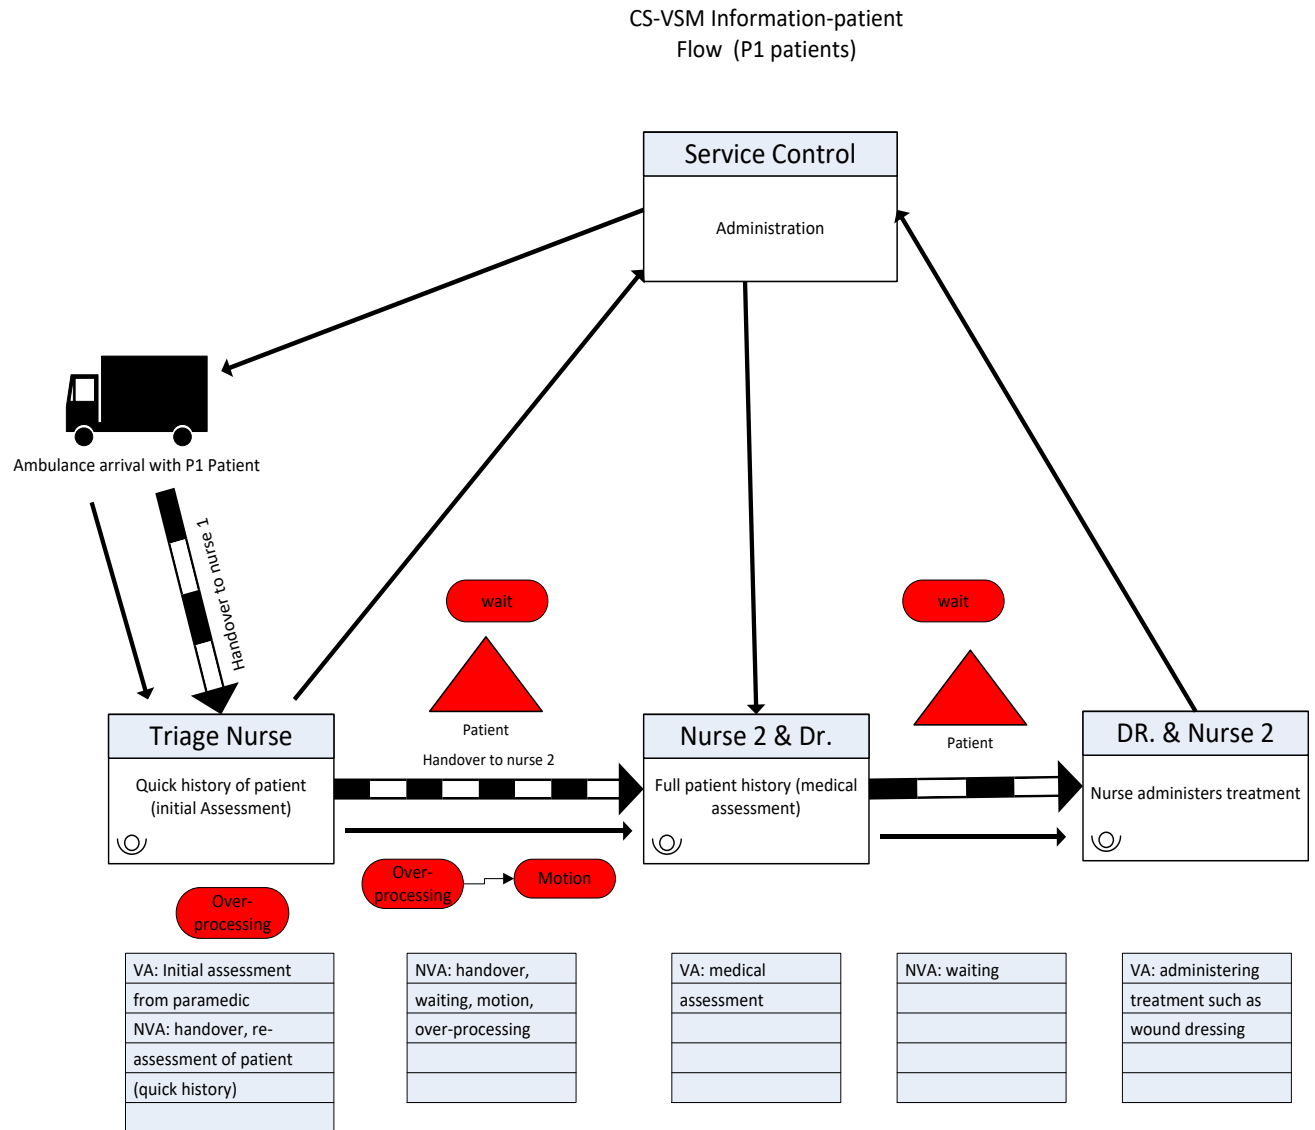 CS-VSM Information-patient
Flow  (P1 patients)
Service Control
Administration
Ambulance arrival with P1 Patient
Handover to nurse 1
wait
wait
Patient
Patient
Triage Nurse
Quick history of patient
(initial Assessment)
Handover to nurse 2
Nurse 2 & Dr.
Full patient history (medical
assessment)
DR. & Nurse 2
Nurse administers treatment
Over-
processing
Over-
processing
Motion
VA: Initial assessment
from paramedic
NVA: handover, re-
assessment of patient
(quick history)
NVA: handover,
waiting, motion,
over-processing
VA: medical
assessment
NVA: waiting
VA: administering
treatment such as
wound dressing